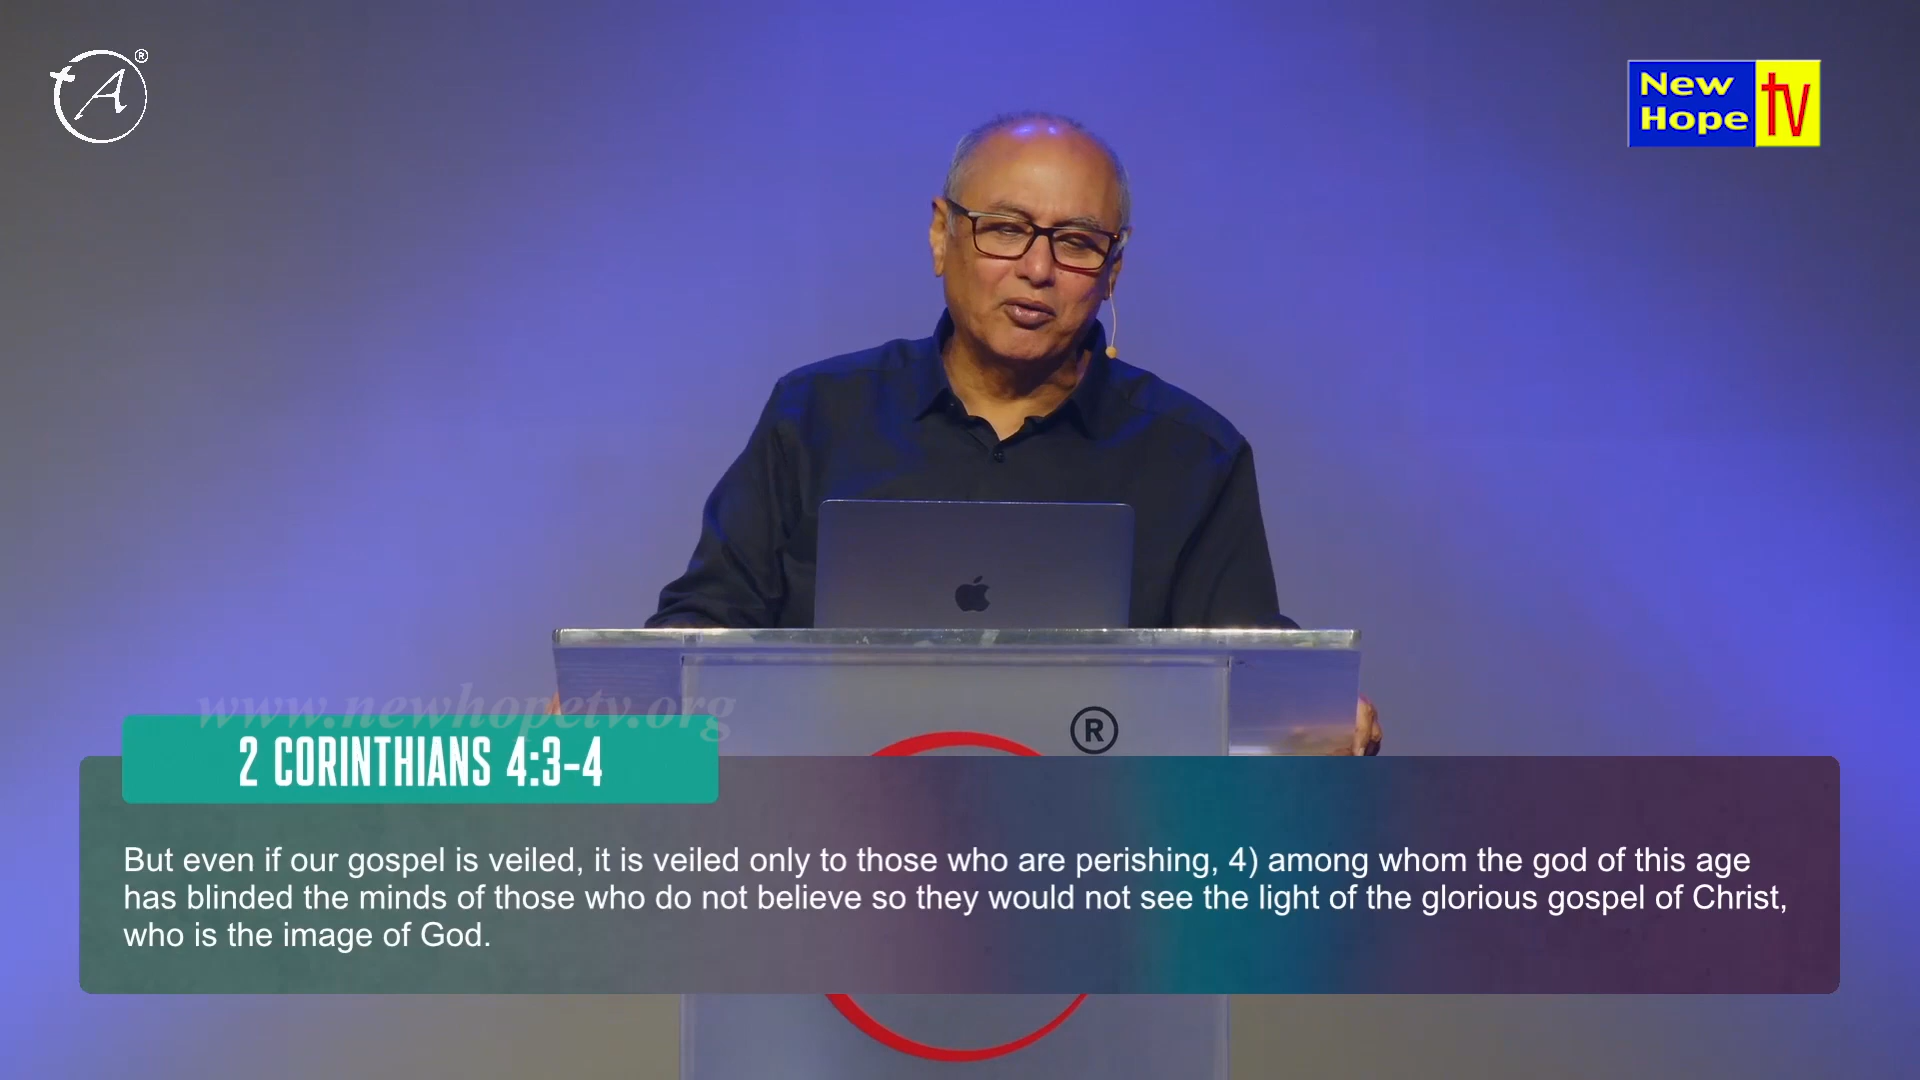 A®
New
Hope
tv
www.newhopetv.org
®
2 CORINTHIANS 4:3-4
But even if our gospel is veiled, it is veiled only to those who are perishing, 4) among whom the god of this age
has blinded the minds of those who do not believe so they would not see the light of the glorious gospel of Christ,
who is the image of God.